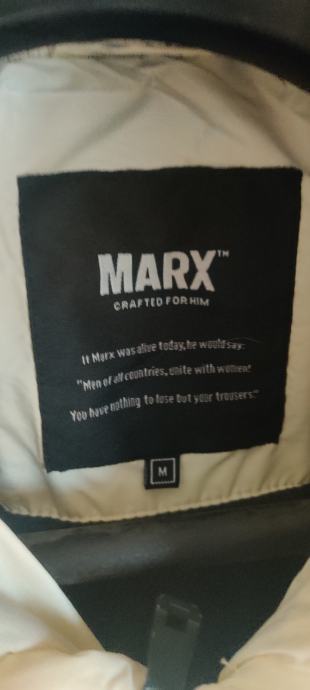 MARX™
CRAFTED FOR HIM
If Marx was alive today, he would say:
"Men of all countries, unite with women!
You have nothing to lose but your trousers."
M